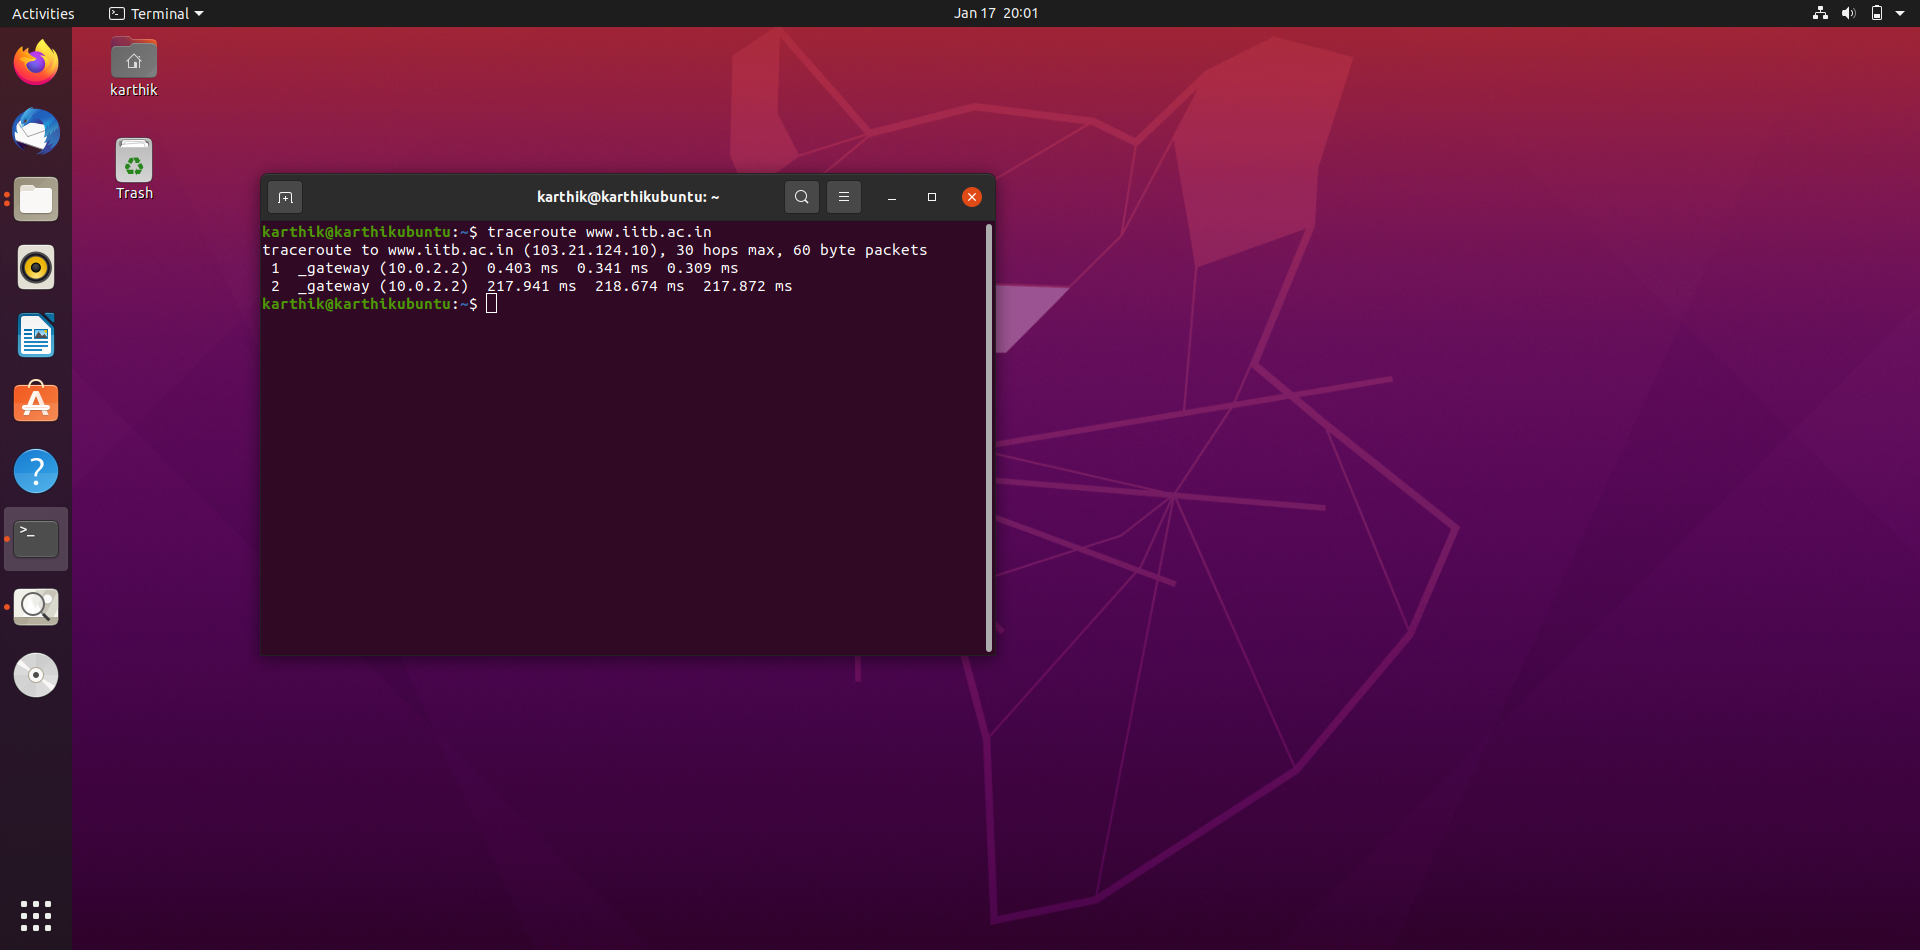 Activities
Terminal
Jan 17 20:01
karthik
Trash
karthik@karthikubuntu: ~
karthik@karthikubuntu:~$ traceroute www.iitb.ac.in
traceroute to www.iitb.ac.in (103.21.124.10), 30 hops max, 60 byte packets
 1  _gateway (10.0.2.2)  0.403 ms  0.341 ms  0.309 ms
 2  _gateway (10.0.2.2)  217.941 ms  218.674 ms  217.872 ms
karthik@karthikubuntu:~$